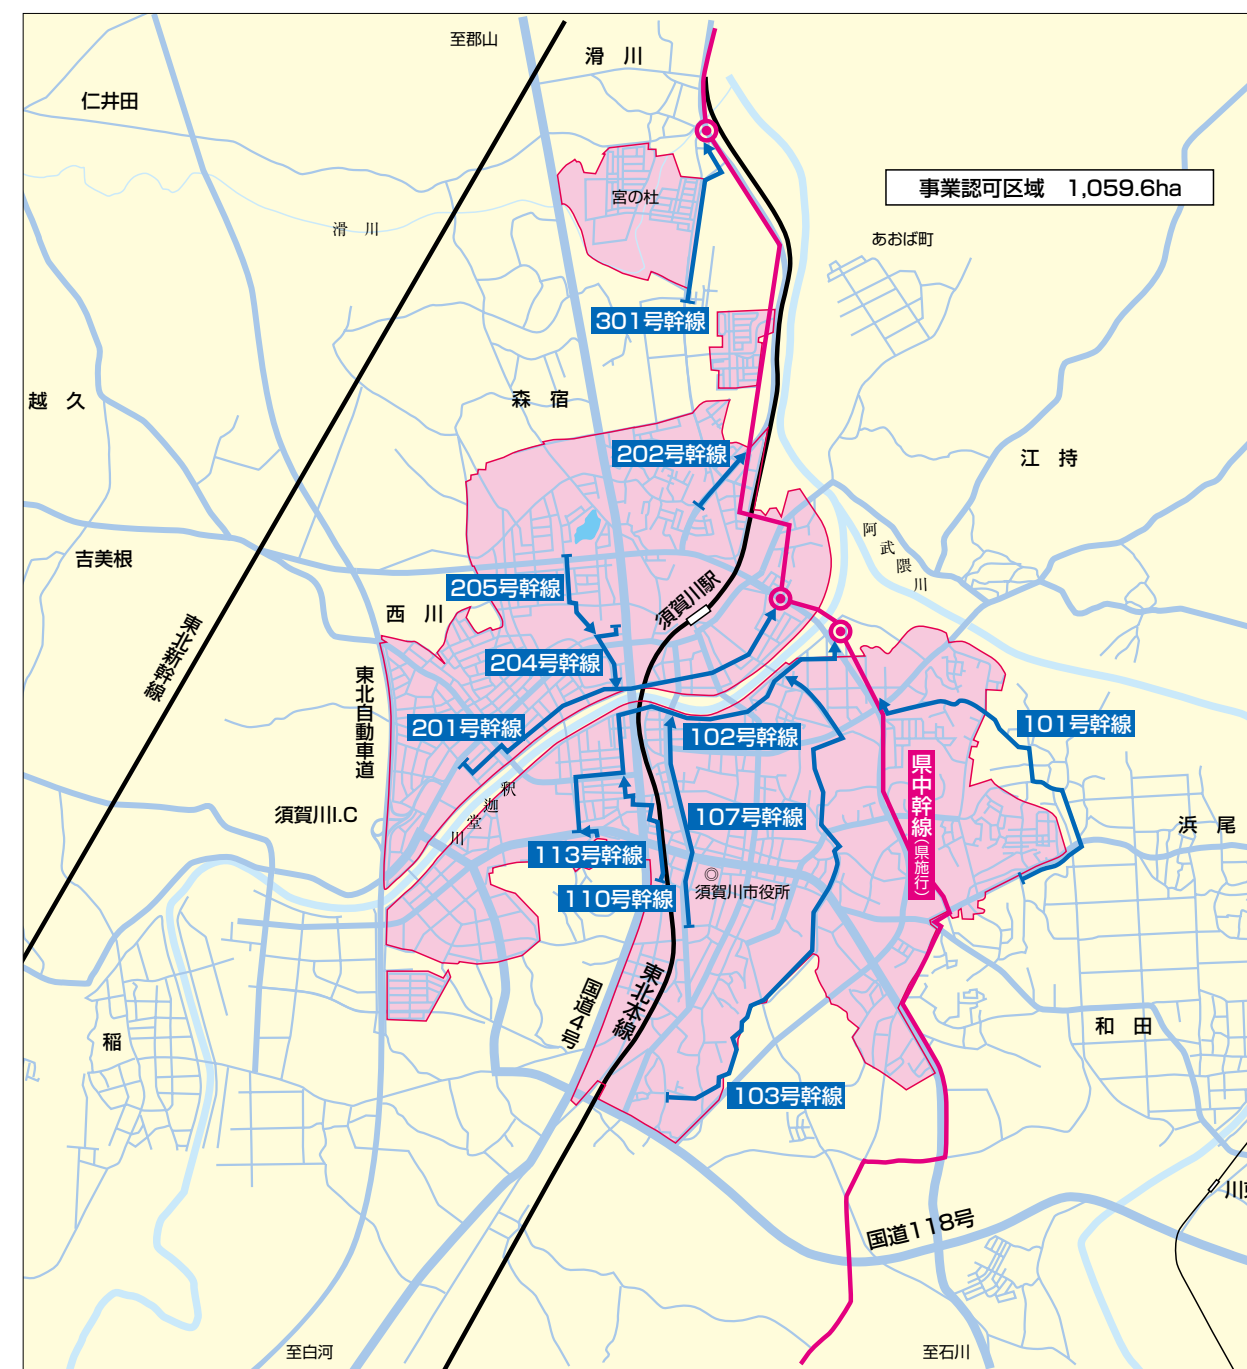 至郡山
滑川
仁井田
宮の杜
事業認可区域　1,059.6ha
滑川
あおば町
301号幹線
越久
森宿
202号幹線
江持
阿武隈川
吉美根
205号幹線
須賀川駅
西川
東北新幹線
204号幹線
東北自動車道
201号幹線
102号幹線
101号幹線
県中幹線(県施行)
釈迦堂川
須賀川I.C
107号幹線
浜尾
113号幹線
110号幹線
須賀川市役所
国道4号
東北本線
稲
和田
103号幹線
川
国道118号
至白河
至石川